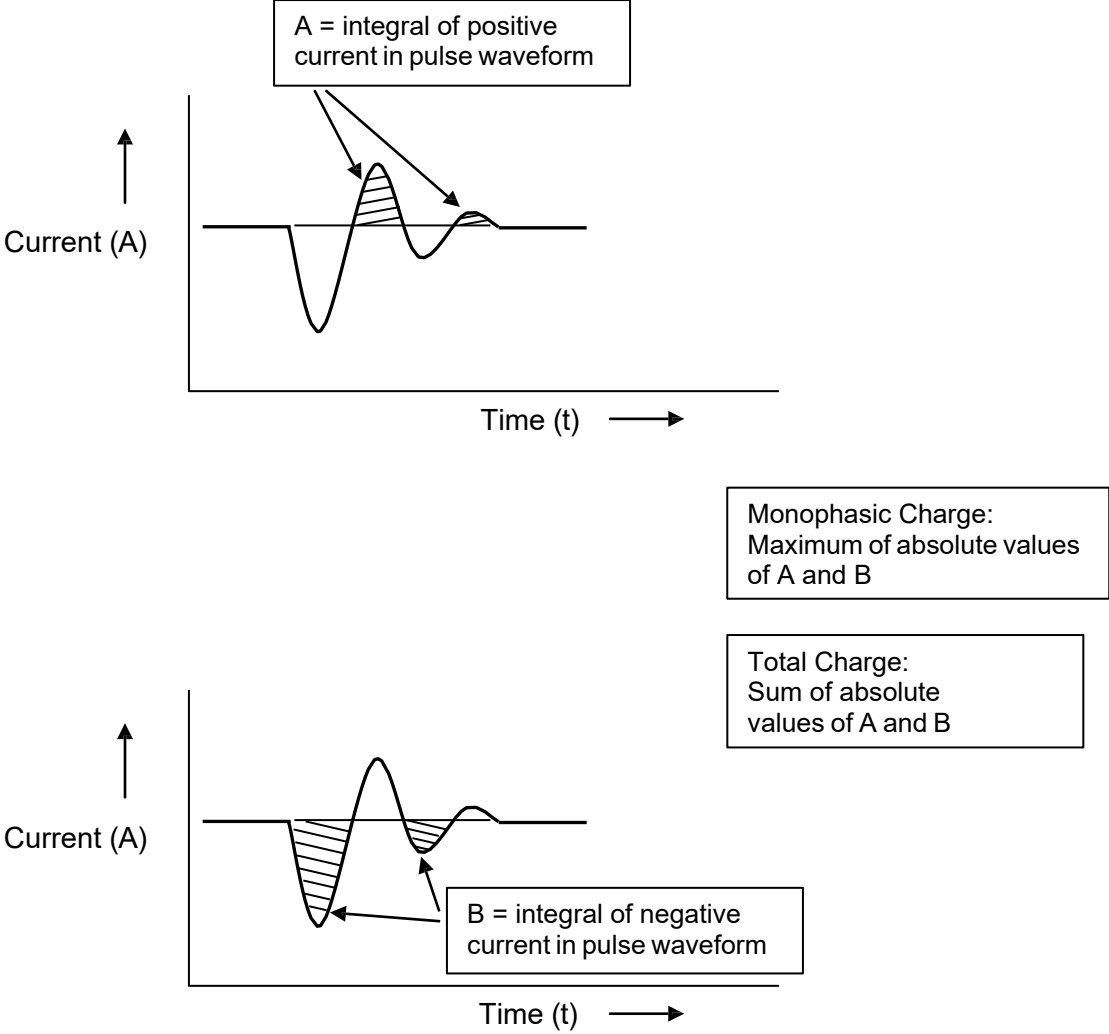 A = integral of positive
current in pulse waveform
Current (A)
Time (t)
Monophasic Charge:
Maximum of absolute values
of A and B
Total Charge:
Sum of absolute
values of A and B
Current (A)
B = integral of negative
current in pulse waveform
Time (t)